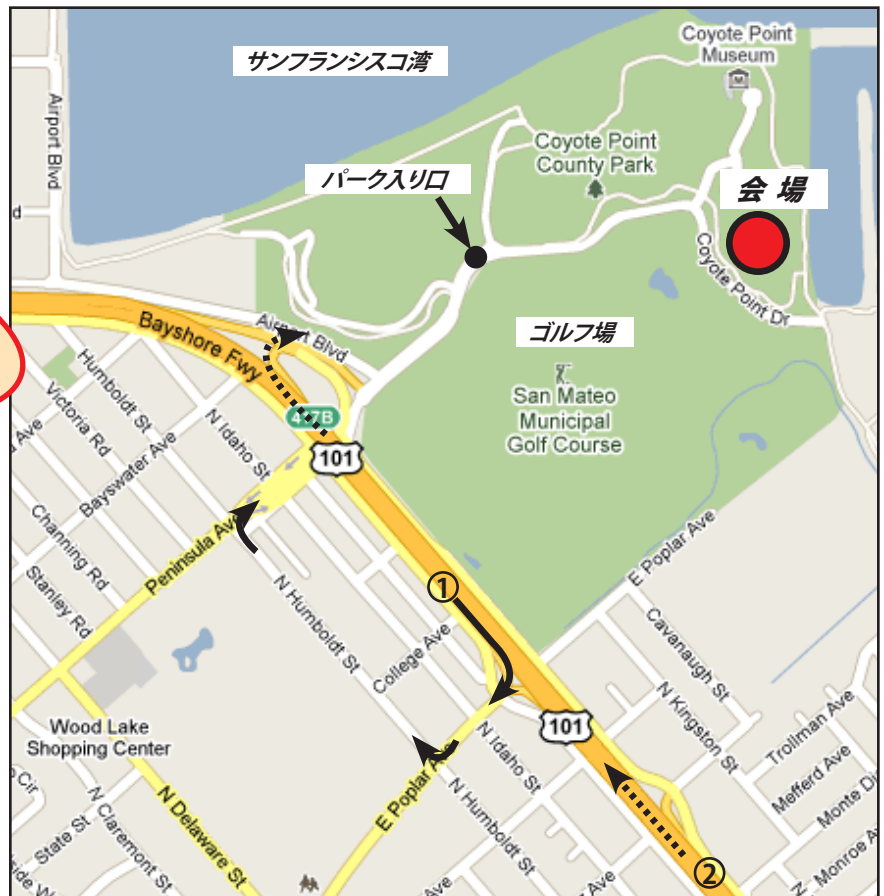 サンフランシスコ湾
Coyote Point
Museum
Airport Blvd
Coyote Point
County Park
パーク入り口
会 場
d
Coyote Point Dr
Airport Blvd
Bayshore Fwy
ゴルフ場
San Mateo
Municipal
Golf Course
Humboldt St
Victoria Rd
N Idaho St
101
a Ave
Bayswater Ave
Peninsula Ave
Channing Rd
Stanley Rd
N Humboldt St
College Ave
①
E Poplar Ave
Cavanaugh St
N Kingston St
101
Trollman Ave
Mefferd Ave
Monte Di
Wood Lake
Shopping Center
N Idaho St
E Poplar Ave
N Humboldt St
N Delaware St
N Claremont St
o Cir
State St
side W
Ave
Ave
②
N Monroe A